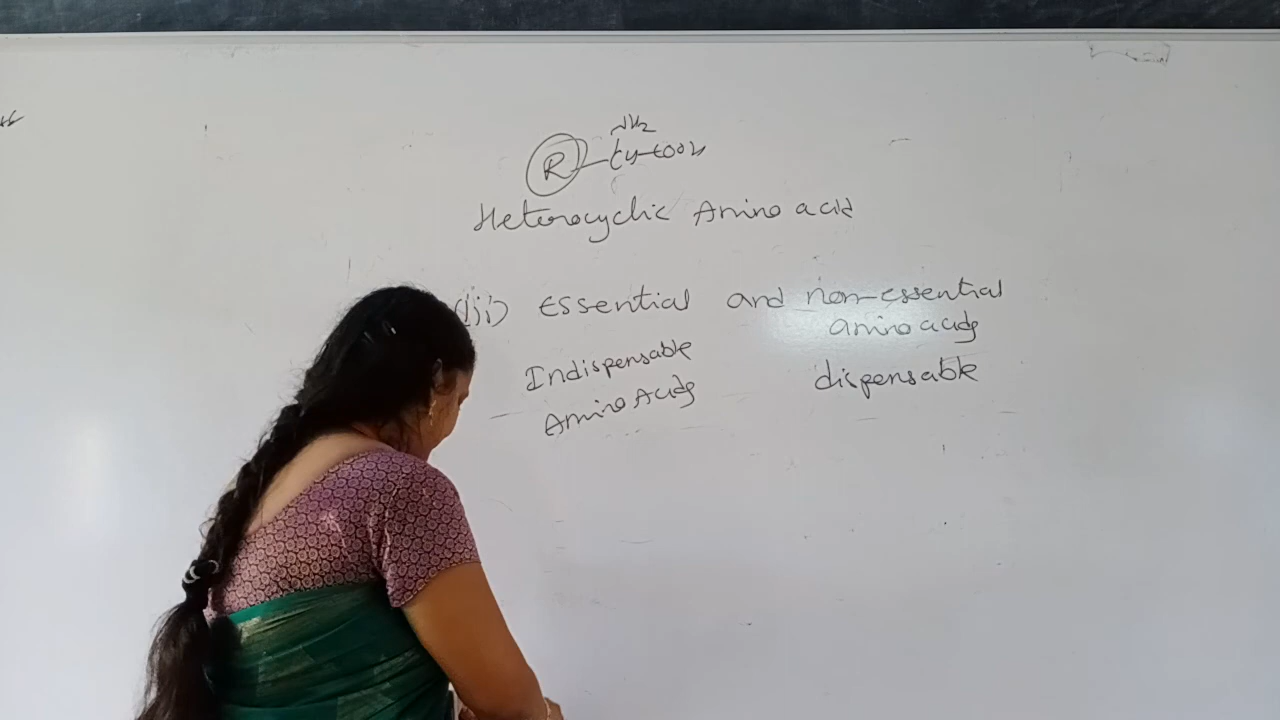 NH2
R - CH-COOH
Heterocyclic Amino acid
(iii) Essential and non-essential
amino acids
Indispensable dispensable
Amino Acids